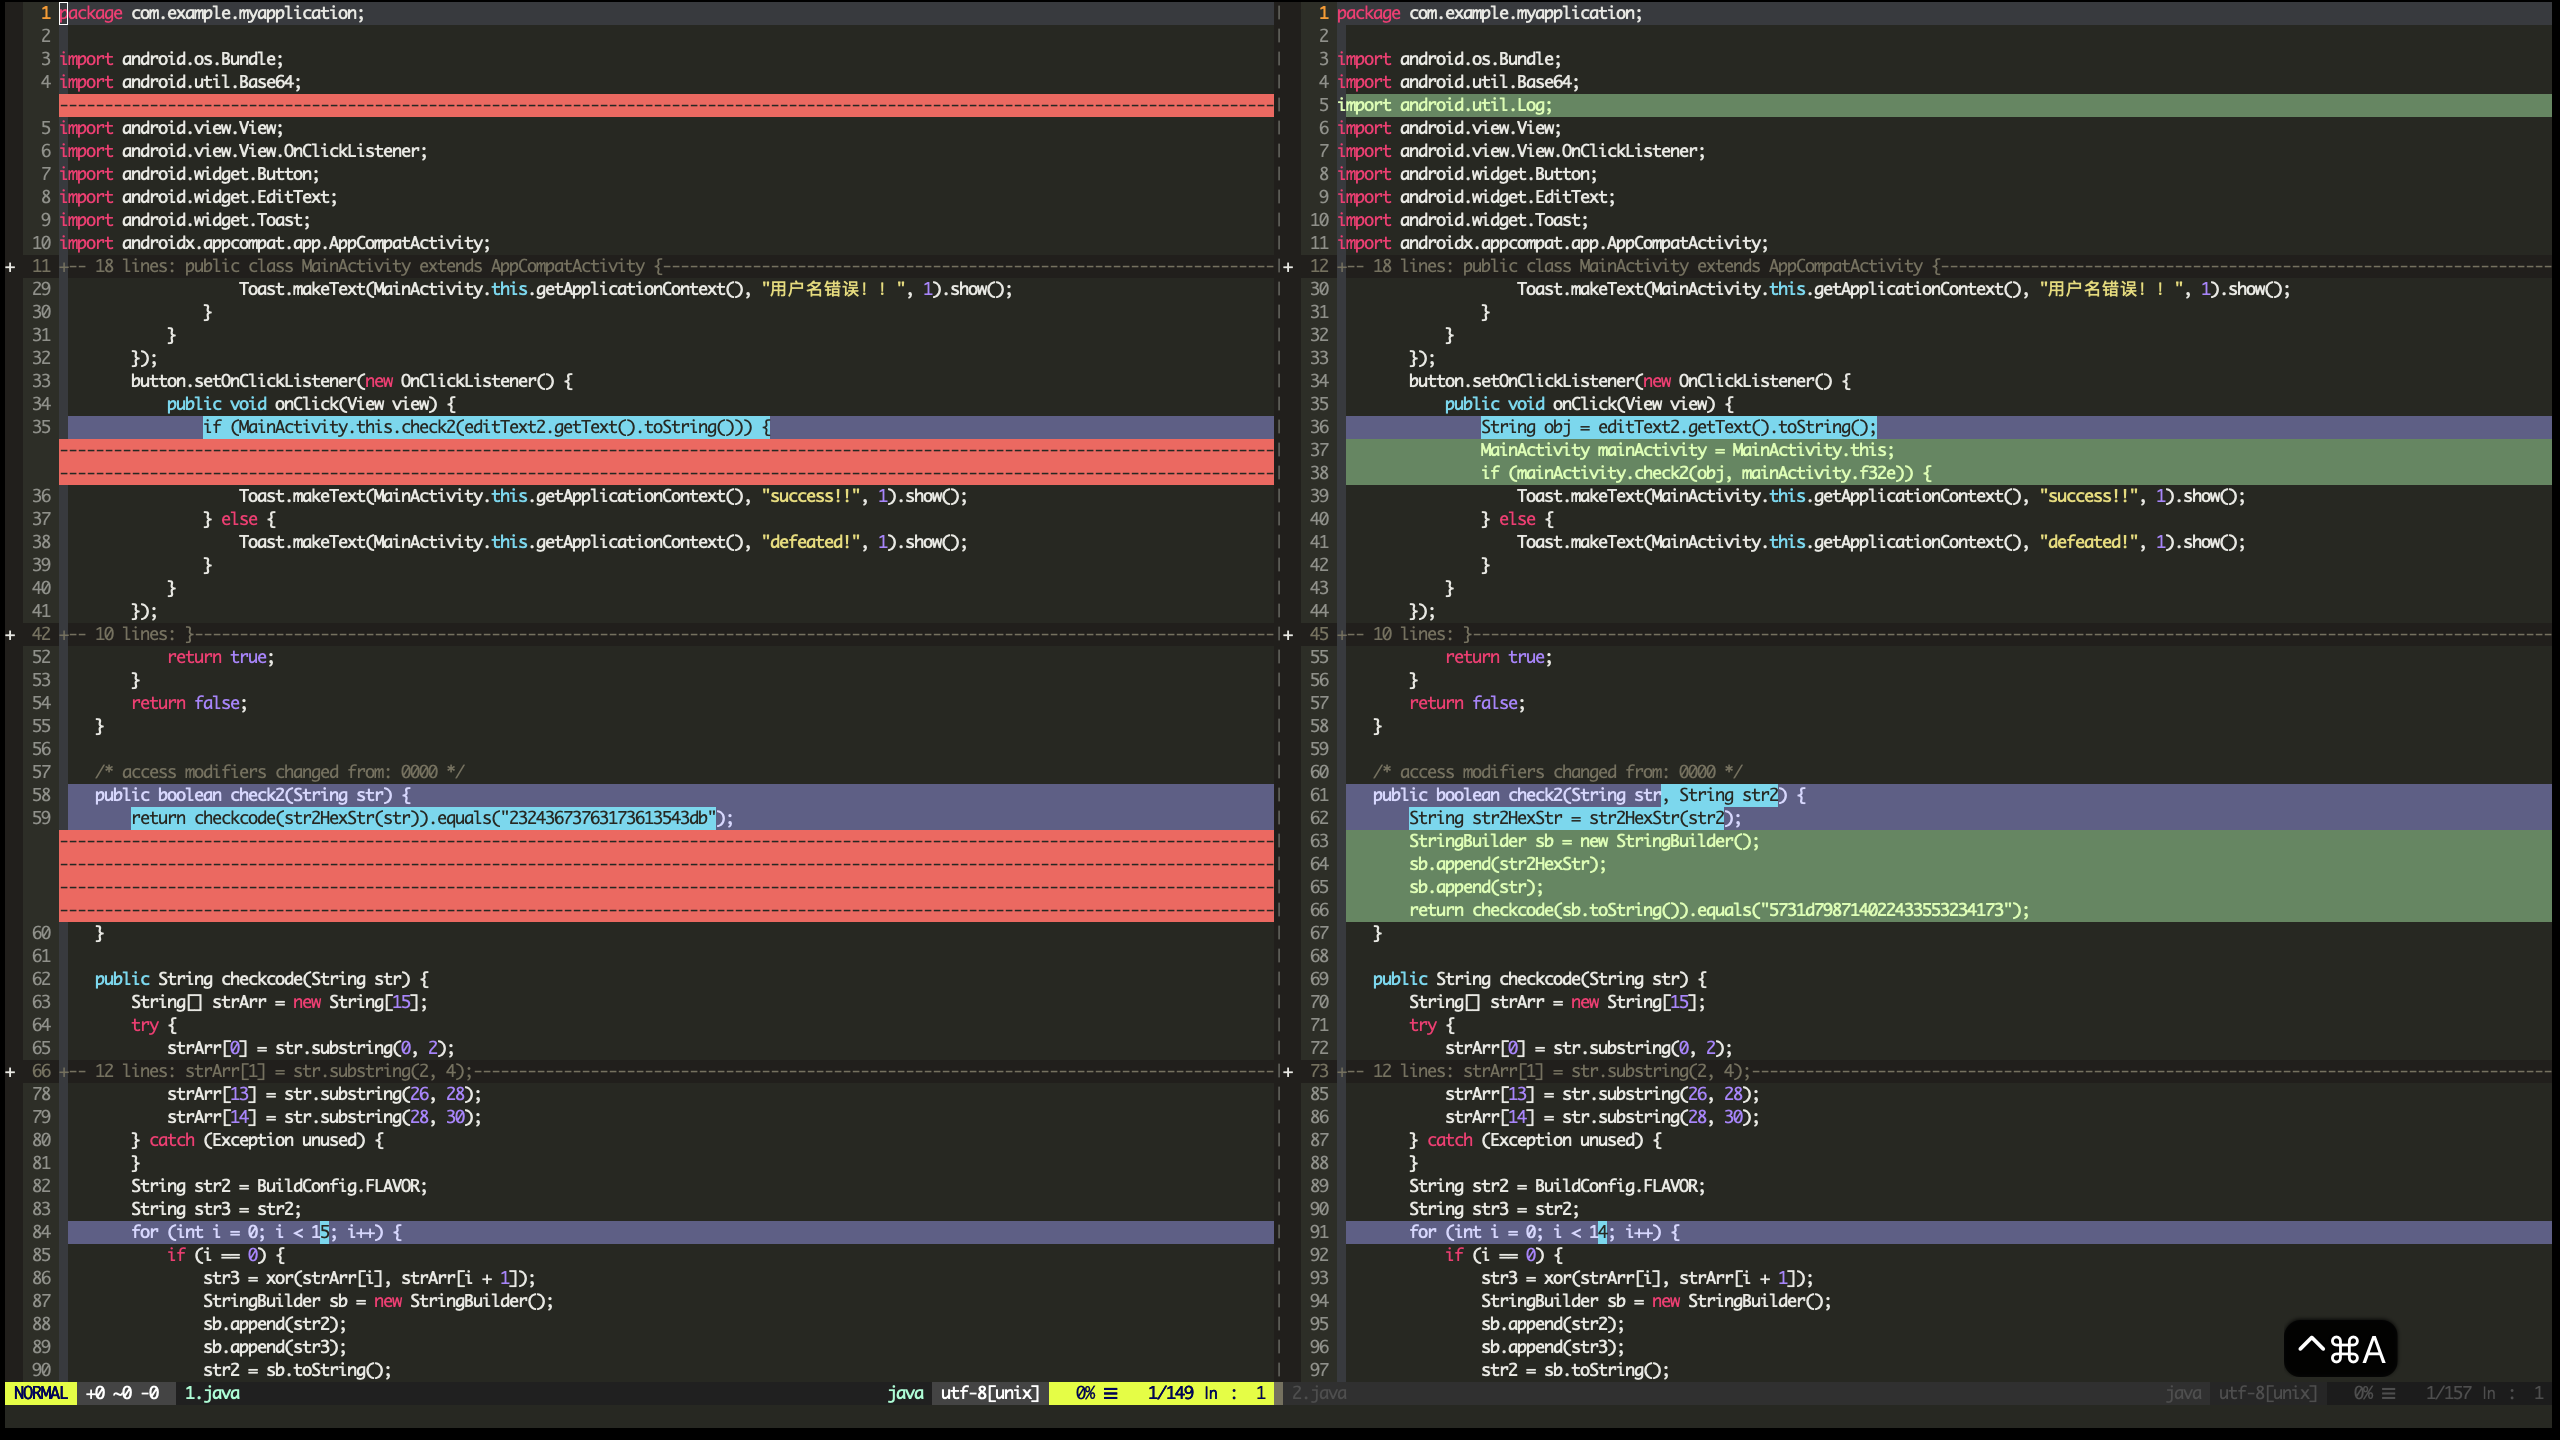 1 package com.example.myapplication;
2
3 import android.os.Bundle;
4 import android.util.Base64;
5 import android.view.View;
6 import android.view.View.OnClickListener;
7 import android.widget.Button;
8 import android.widget.EditText;
9 import android.widget.Toast;
10 import androidx.appcompat.app.AppCompatActivity;
+ 11 +-- 18 lines: public class MainActivity extends AppCompatActivity {
29 Toast.makeText(MainActivity.this.getApplicationContext(), "用户名错误！！", 1).show();
30 }
31 }
32 });
33 button.setOnClickListener(new OnClickListener() {
34 public void onClick(View view) {
35 if (MainActivity.this.check2(editText2.getText().toString())) {
36 Toast.makeText(MainActivity.this.getApplicationContext(), "success!!", 1).show();
37 } else {
38 Toast.makeText(MainActivity.this.getApplicationContext(), "defeated!", 1).show();
39 }
40 }
41 });
+ 42 +-- 10 lines: }
52 return true;
53 }
54 return false;
55 }
56
57 /* access modifiers changed from: 0000 */
58 public boolean check2(String str) {
59 return checkcode(str2HexStr(str)).equals("23243673763173613543db");
60 }
61
62 public String checkcode(String str) {
63 String[] strArr = new String[15];
64 try {
65 strArr[0] = str.substring(0, 2);
+ 66 +-- 12 lines: strArr[1] = str.substring(2, 4);
78 strArr[13] = str.substring(26, 28);
79 strArr[14] = str.substring(28, 30);
80 } catch (Exception unused) {
81 }
82 String str2 = BuildConfig.FLAVOR;
83 String str3 = str2;
84 for (int i = 0; i < 15; i++) {
85 if (i == 0) {
86 str3 = xor(strArr[i], strArr[i + 1]);
87 StringBuilder sb = new StringBuilder();
88 sb.append(str2);
89 sb.append(str3);
90 str2 = sb.toString();
NORMAL +0 ~0 -0 1.java java utf-8[unix] 0% ☰ 1/149 ln : 1
1 package com.example.myapplication;
2
3 import android.os.Bundle;
4 import android.util.Base64;
5 import android.util.Log;
6 import android.view.View;
7 import android.view.View.OnClickListener;
8 import android.widget.Button;
9 import android.widget.EditText;
10 import android.widget.Toast;
11 import androidx.appcompat.app.AppCompatActivity;
+ 12 +-- 18 lines: public class MainActivity extends AppCompatActivity {
30 Toast.makeText(MainActivity.this.getApplicationContext(), "用户名错误！！", 1).show();
31 }
32 }
33 });
34 button.setOnClickListener(new OnClickListener() {
35 public void onClick(View view) {
36 String obj = editText2.getText().toString();
37 MainActivity mainActivity = MainActivity.this;
38 if (mainActivity.check2(obj, mainActivity.f32e)) {
39 Toast.makeText(MainActivity.this.getApplicationContext(), "success!!", 1).show();
40 } else {
41 Toast.makeText(MainActivity.this.getApplicationContext(), "defeated!", 1).show();
42 }
43 }
44 });
+ 45 +-- 10 lines: }
55 return true;
56 }
57 return false;
58 }
59
60 /* access modifiers changed from: 0000 */
61 public boolean check2(String str, String str2) {
62 String str2HexStr = str2HexStr(str2);
63 StringBuilder sb = new StringBuilder();
64 sb.append(str2HexStr);
65 sb.append(str);
66 return checkcode(sb.toString()).equals("5731d798714022433553234173");
67 }
68
69 public String checkcode(String str) {
70 String[] strArr = new String[15];
71 try {
72 strArr[0] = str.substring(0, 2);
+ 73 +-- 12 lines: strArr[1] = str.substring(2, 4);
85 strArr[13] = str.substring(26, 28);
86 strArr[14] = str.substring(28, 30);
87 } catch (Exception unused) {
88 }
89 String str2 = BuildConfig.FLAVOR;
90 String str3 = str2;
91 for (int i = 0; i < 14; i++) {
92 if (i == 0) {
93 str3 = xor(strArr[i], strArr[i + 1]);
94 StringBuilder sb = new StringBuilder();
95 sb.append(str2);
96 sb.append(str3);
97 str2 = sb.toString();
2.java java utf-8[unix] 0% ☰ 1/157 ln : 1
^⌘A